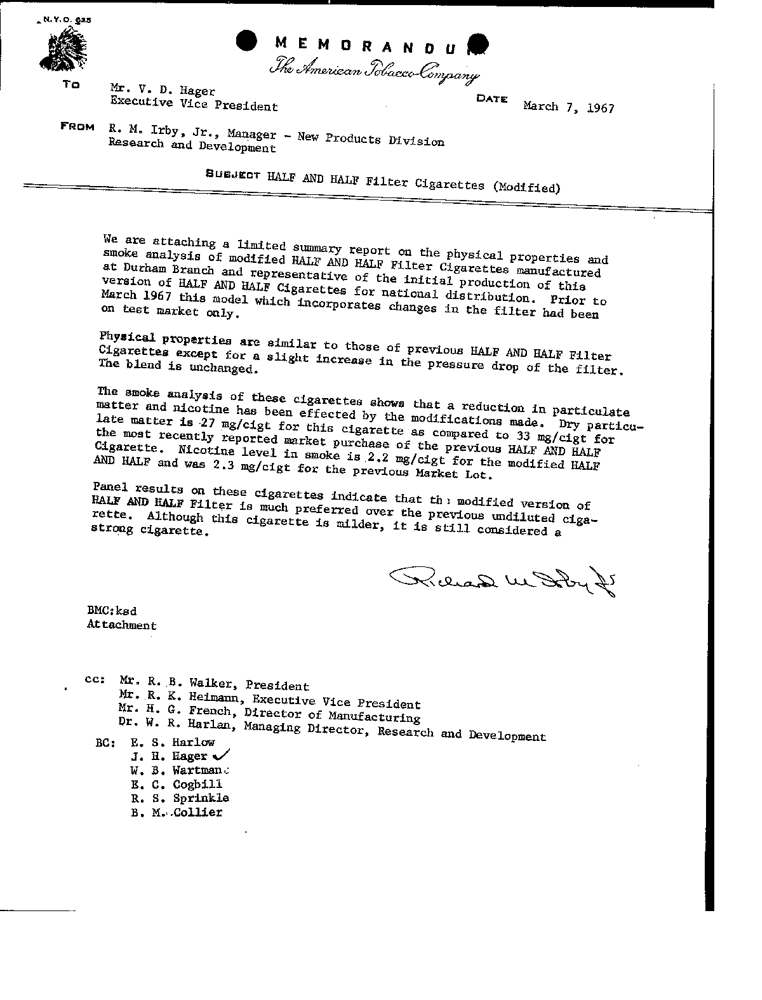 N.Y.O. 635
MEMORANDU
The American Tobacco Company
TO Mr. V. D. Hager
Executive Vice President
DATE March 7, 1967
FROM R. M. Irby, Jr., Manager - New Products Division
Research and Development
SUBJECT HALF AND HALF Filter Cigarettes (Modified)
We are attaching a limited summary report on the physical properties and
smoke analysis of modified HALF AND HALF Filter Cigarettes manufactured
at Durham Branch and representative of the initial production of this
version of HALF AND HALF Cigarettes for national distribution. Prior to
March 1967 this model which incorporates changes in the filter had been
on test market only.
Physical properties are similar to those of previous HALF AND HALF Filter
Cigarettes except for a slight increase in the pressure drop of the filter.
The blend is unchanged.
The smoke analysis of these cigarettes shows that a reduction in particulate
matter and nicotine has been effected by the modifications made. Dry particu-
late matter is 27 mg/cigt for this cigarette as compared to 33 mg/cigt for
the most recently reported market purchase of the previous HALF AND HALF
Cigarette. Nicotine level in smoke is 2.2 mg/cigt for the modified HALF
AND HALF and was 2.3 mg/cigt for the previous Market Lot.
Panel results on these cigarettes indicate that the modified version of
HALF AND HALF Filter is much preferred over the previous undiluted ciga-
rette. Although this cigarette is milder, it is still considered a
strong cigarette.
Richard M Irby Jr
BMC:ksd
Attachment
cc: Mr. R. B. Walker, President
Mr. R. K. Heimann, Executive Vice President
Mr. H. G. French, Director of Manufacturing
Dr. W. R. Harlan, Managing Director, Research and Development
BC: E. S. Harlow
J. H. Hager ✓
W. B. Wartman
E. C. Cogbill
R. S. Sprinkle
B. M. Collier